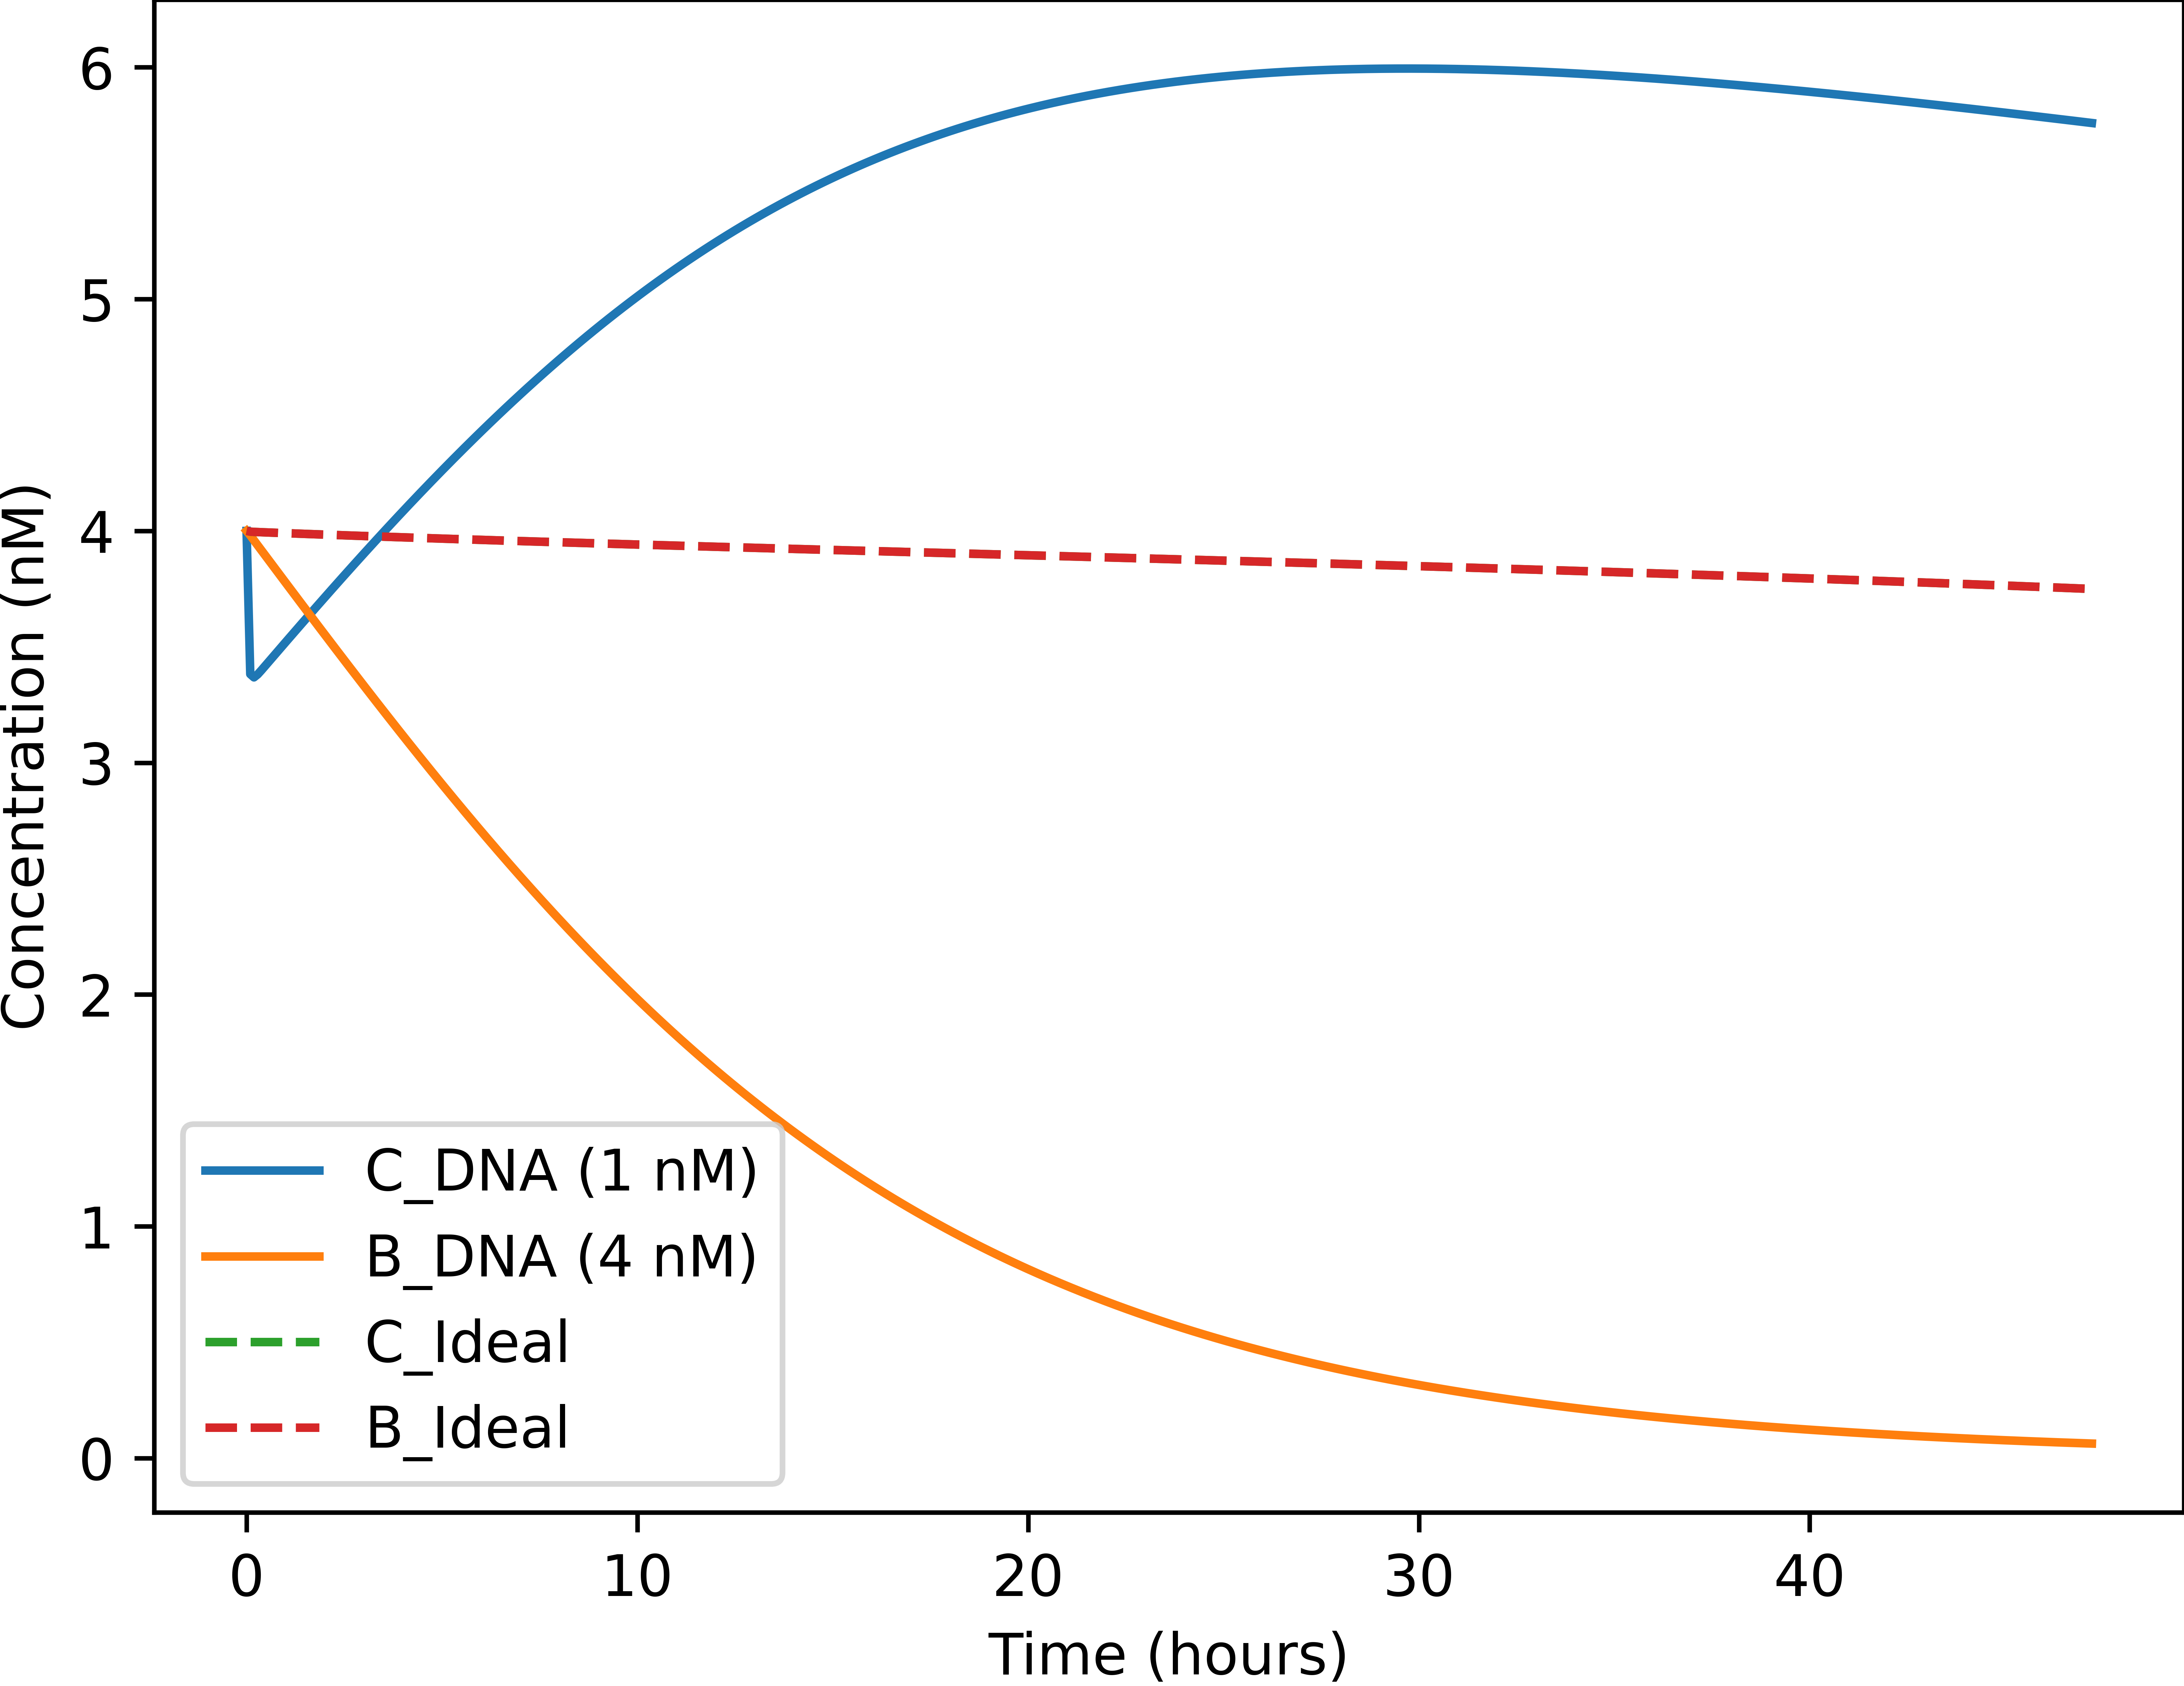 6
5
4
3
2
1
0
Concentration (nM)
C_DNA (1 nM)
B_DNA (4 nM)
C_Ideal
B_Ideal
0 10 20 30 40
Time (hours)